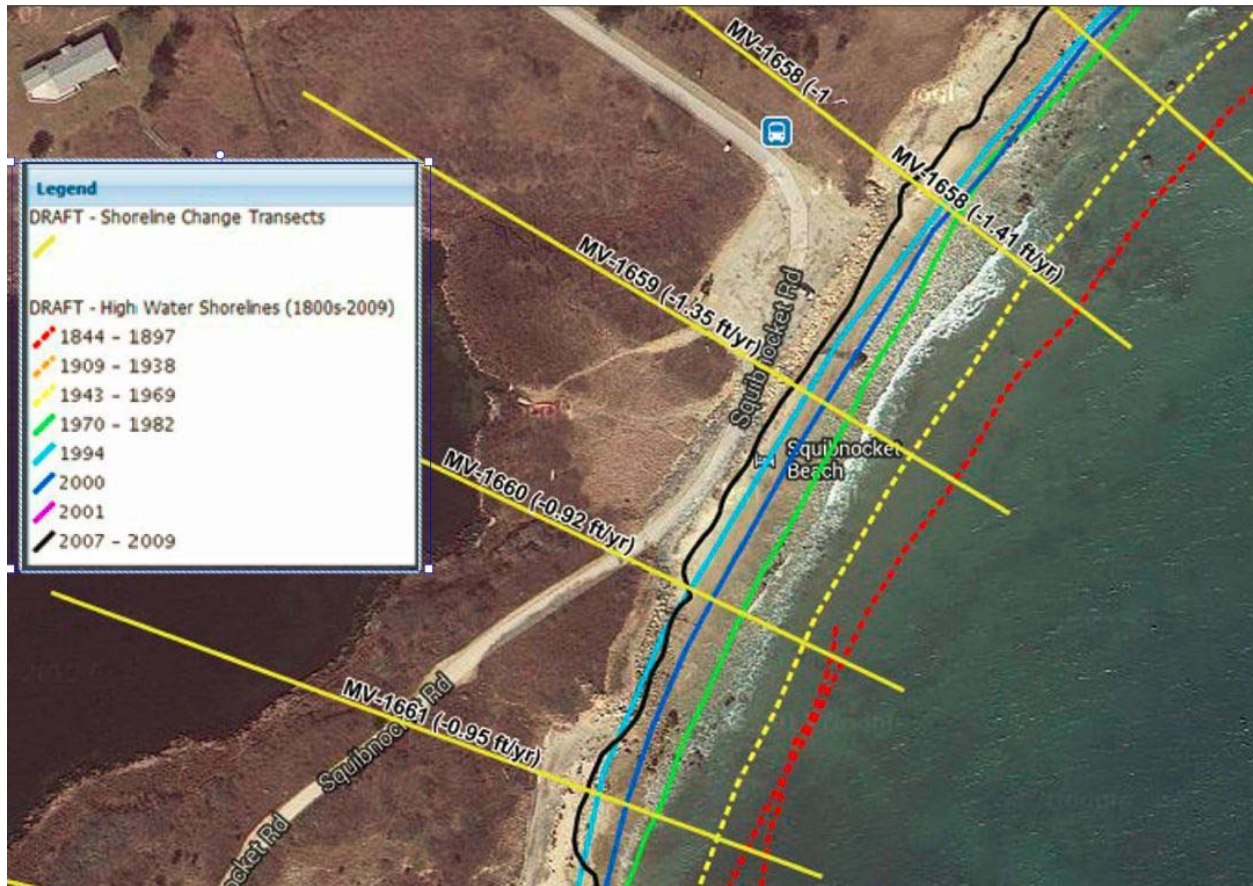 MV-1658 (-1
MV-1658 (-1.41 ft/yr)
Legend
DRAFT - Shoreline Change Transects
MV-1659 (-1.35 ft/yr)
Squibnocket Rd
DRAFT - High Water Shorelines (1800s-2009)
1844 - 1897
1909 - 1938
1943 - 1969
1970 - 1982
1994
2000
2001
2007 - 2009
Squibnocket
Beach
MV-1660 (-0.92 ft/yr)
MV-1661 (-0.95 ft/yr)
Squibnocket Rd
cket Rd